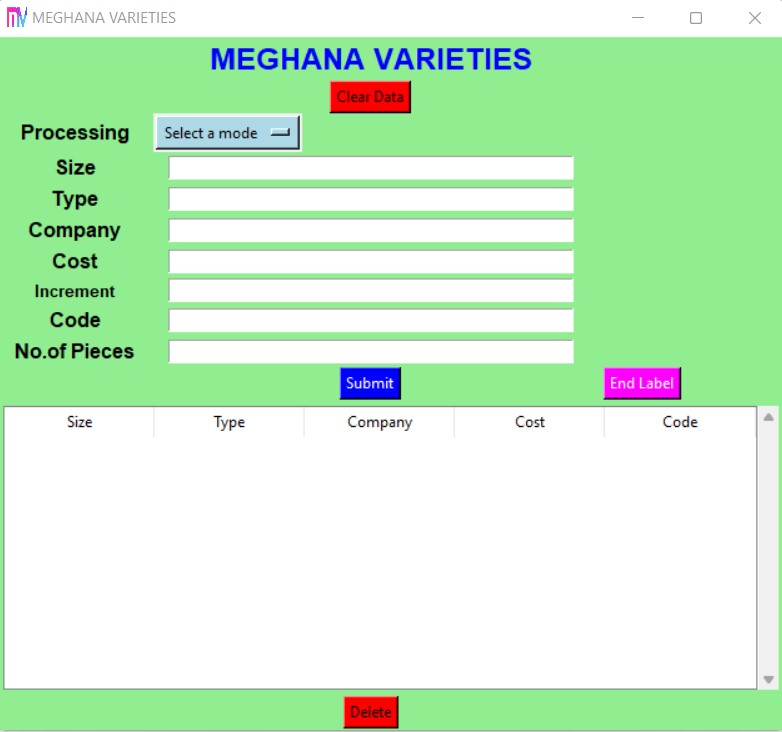 MV MEGHANA VARIETIES
MEGHANA VARIETIES
Clear Data
Processing Select a mode
Size
Type
Company
Cost
Increment
Code
No.of Pieces
Submit End Label
Size Type Company Cost Code
Delete